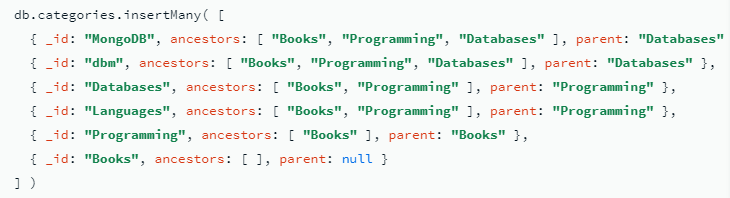 db.categories.insertMany( [
  { _id: "MongoDB", ancestors: [ "Books", "Programming", "Databases" ], parent: "Databases"
  { _id: "dbm", ancestors: [ "Books", "Programming", "Databases" ], parent: "Databases" },
  { _id: "Databases", ancestors: [ "Books", "Programming" ], parent: "Programming" },
  { _id: "Languages", ancestors: [ "Books", "Programming" ], parent: "Programming" },
  { _id: "Programming", ancestors: [ "Books" ], parent: "Books" },
  { _id: "Books", ancestors: [ ], parent: null }
] )